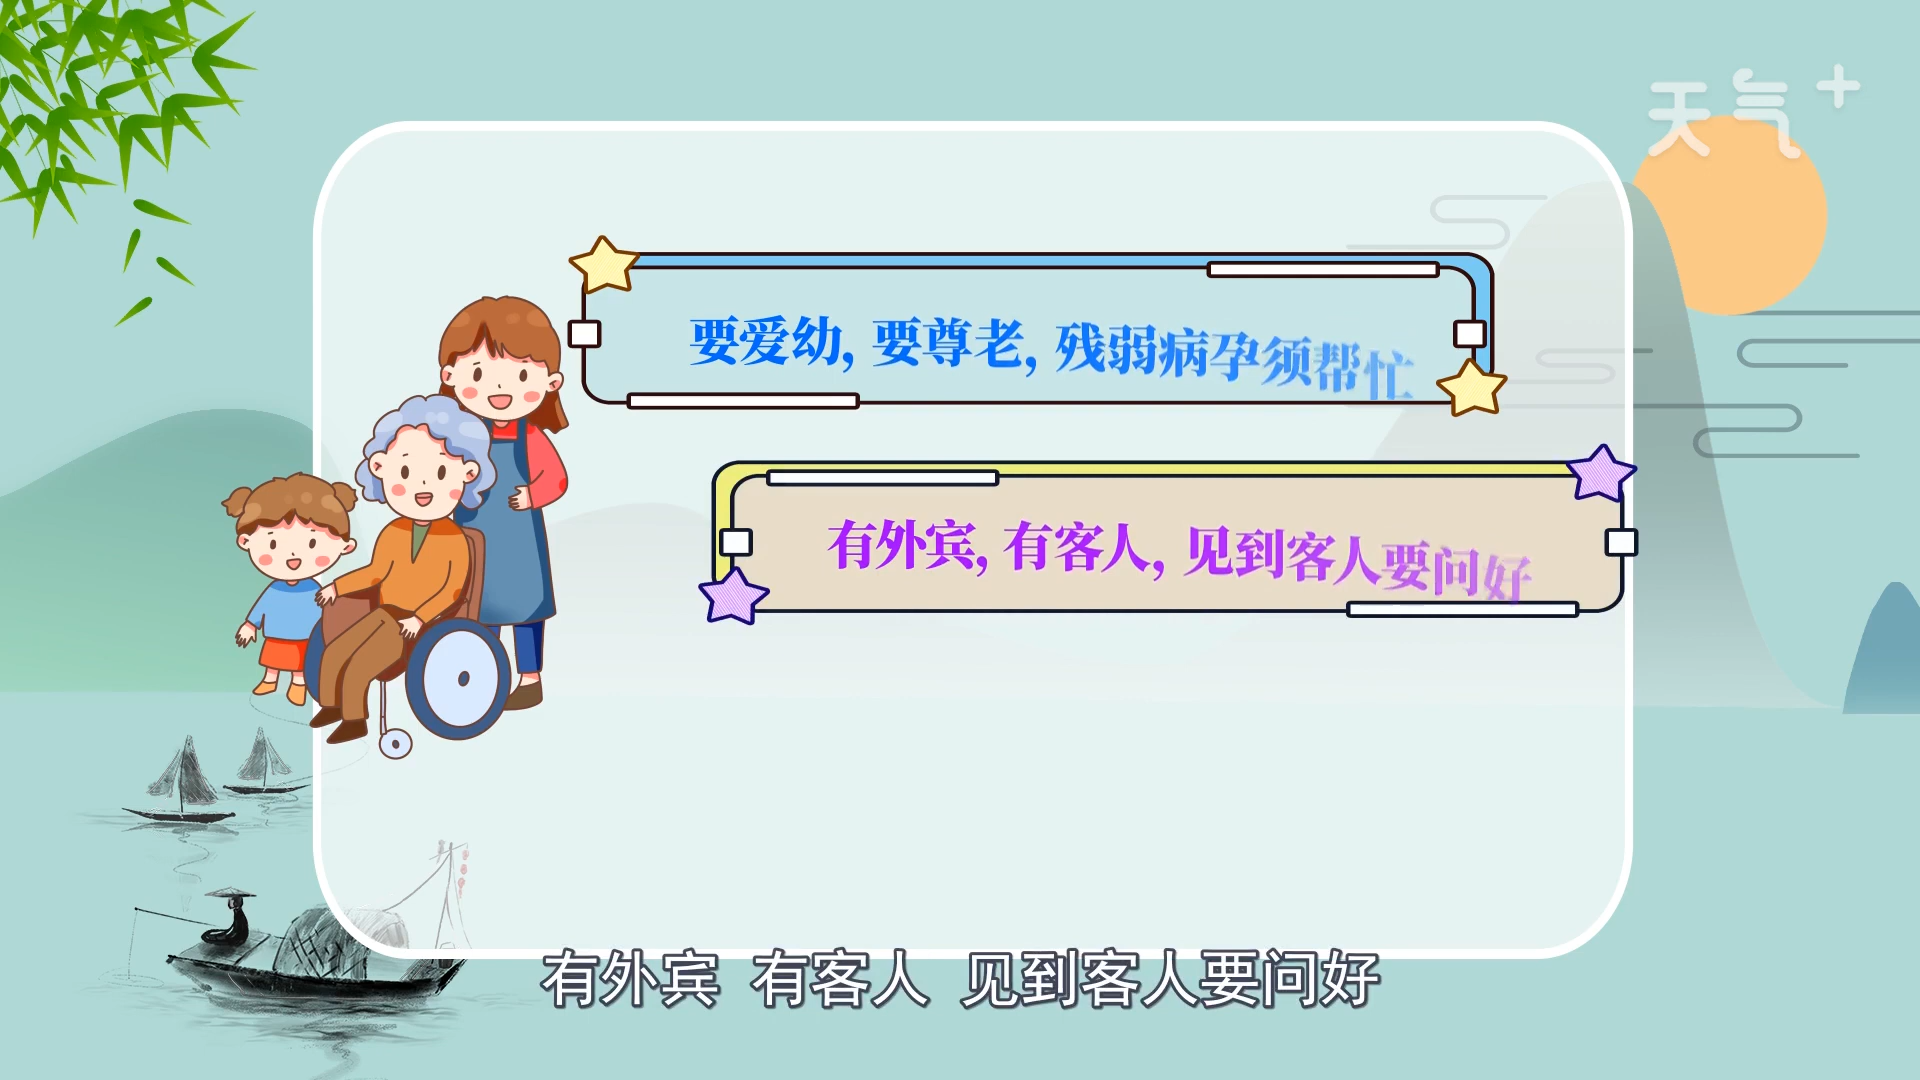 天气+
要爱幼, 要尊老, 残弱病孕须帮忙
有外宾, 有客人, 见到客人要问好
有外宾 有客人 见到客人要问好